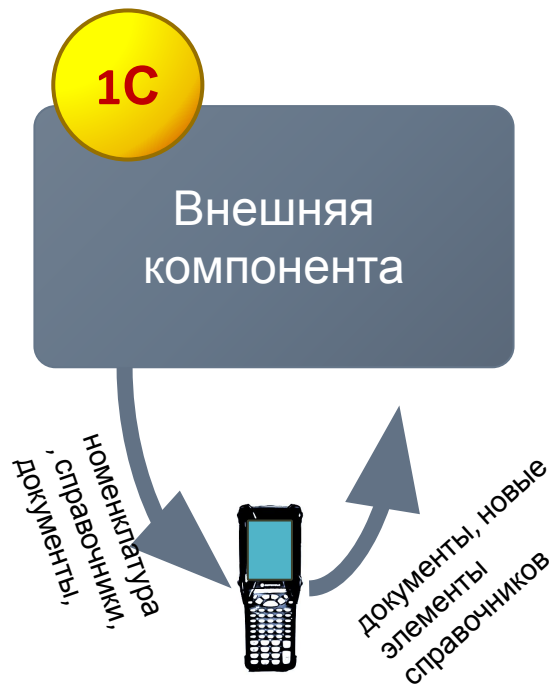 1С
Внешняя
компонента
номенклатура
, справочники,
документы,
документы, новые
элементы
справочников